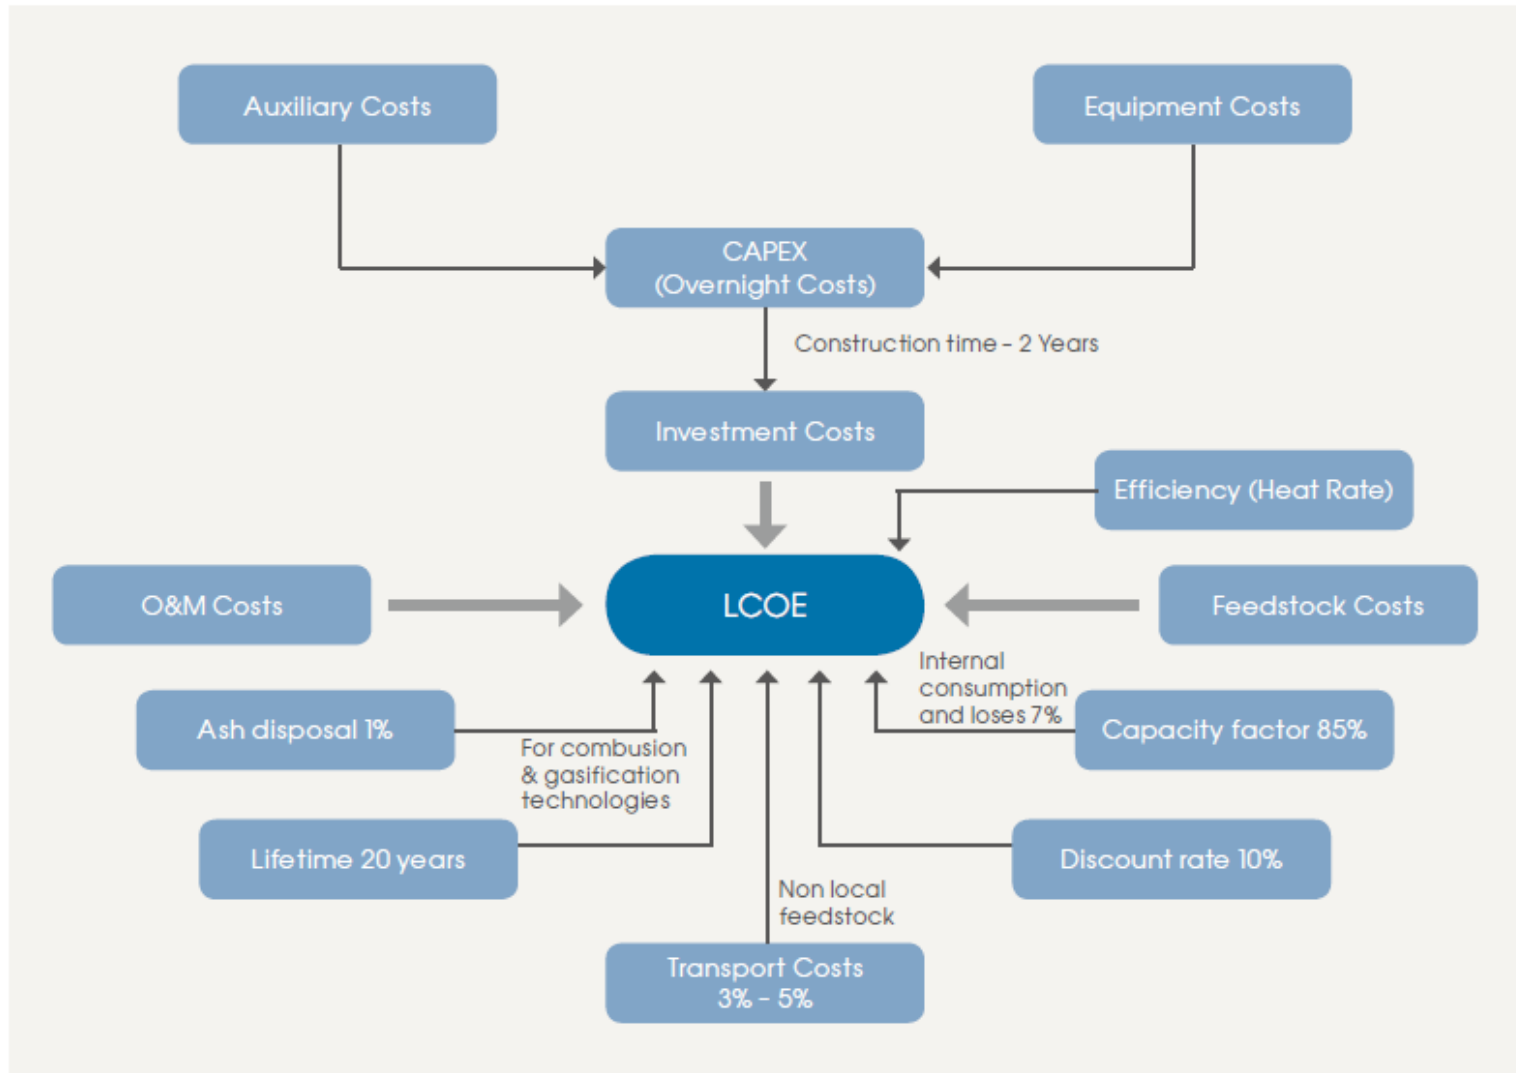 Auxiliary Costs
Equipment Costs
CAPEX
(Overnight Costs)
Construction time - 2 Years
Investment Costs
Efficiency (Heat Rate)
O&M Costs
LCOE
Feedstock Costs
Internal
consumption
and loses 7%
Ash disposal 1%
Capacity factor 85%
For combusion
& gasification
technologies
Lifetime 20 years
Discount rate 10%
Non local
feedstock
Transport Costs
3% - 5%